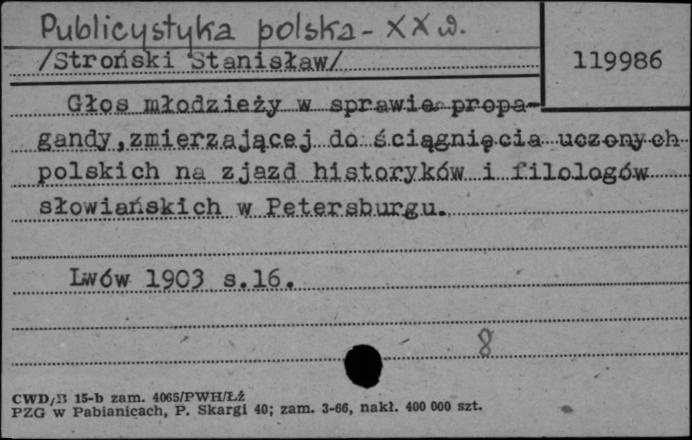 Publicystyka polska - XX w.
/Stroński Stanisław/
119986
Głos młodzieży w sprawie propa-
gandy,zmierzającej do ściągnięcia uczonych
polskich na zjazd historyków i filologów
słowiańskich w Petersburgu.
Lwów 1903 s.16.
8
CWD/B 15-b zam. 4065/PWH/Łź
PZG w Pabianicach, P. Skargi 40; zam. 3-66, nakł. 400 000 szt.